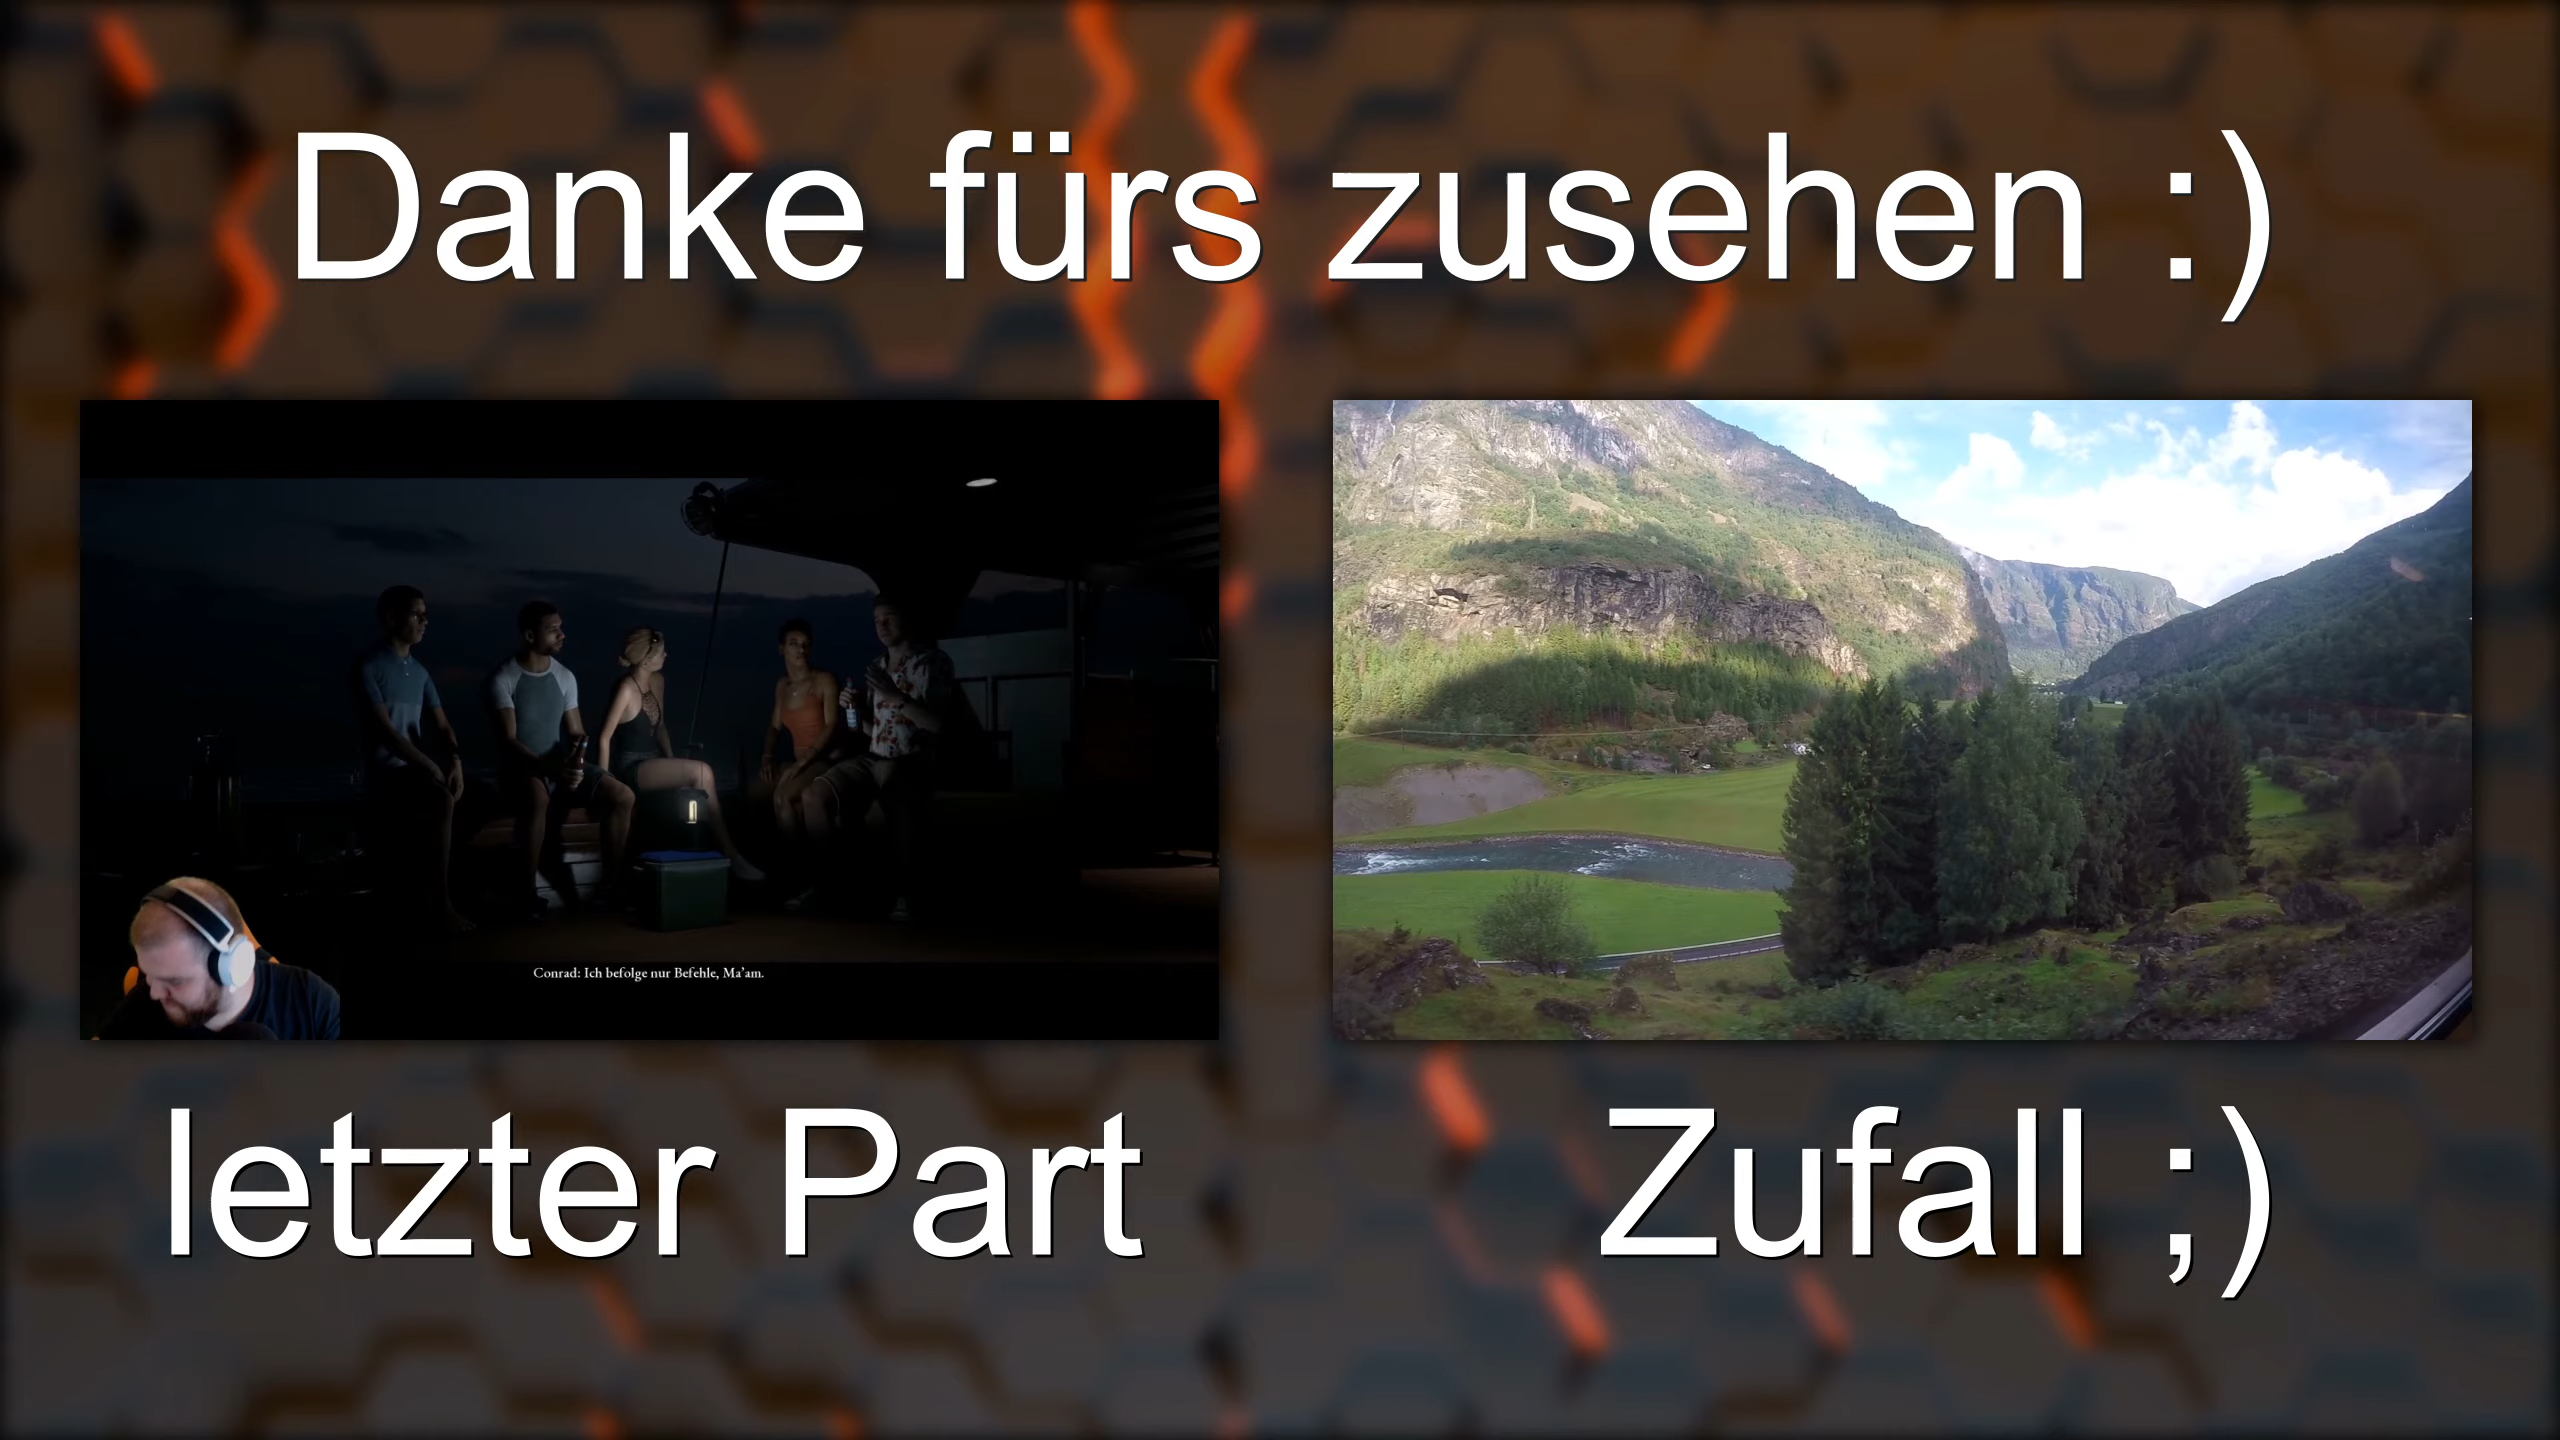 Danke fürs zusehen :)
Conrad: Ich befolge nur Befehle, Ma'am.
letzter Part
Zufall ;)